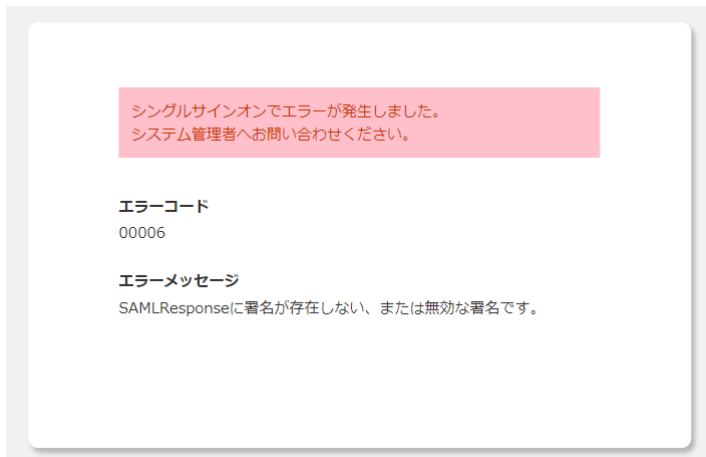 シングルサインオンでエラーが発生しました。
システム管理者へお問い合わせください。
エラーコード
00006
エラーメッセージ
SAMLResponseに署名が存在しない、または無効な署名です。